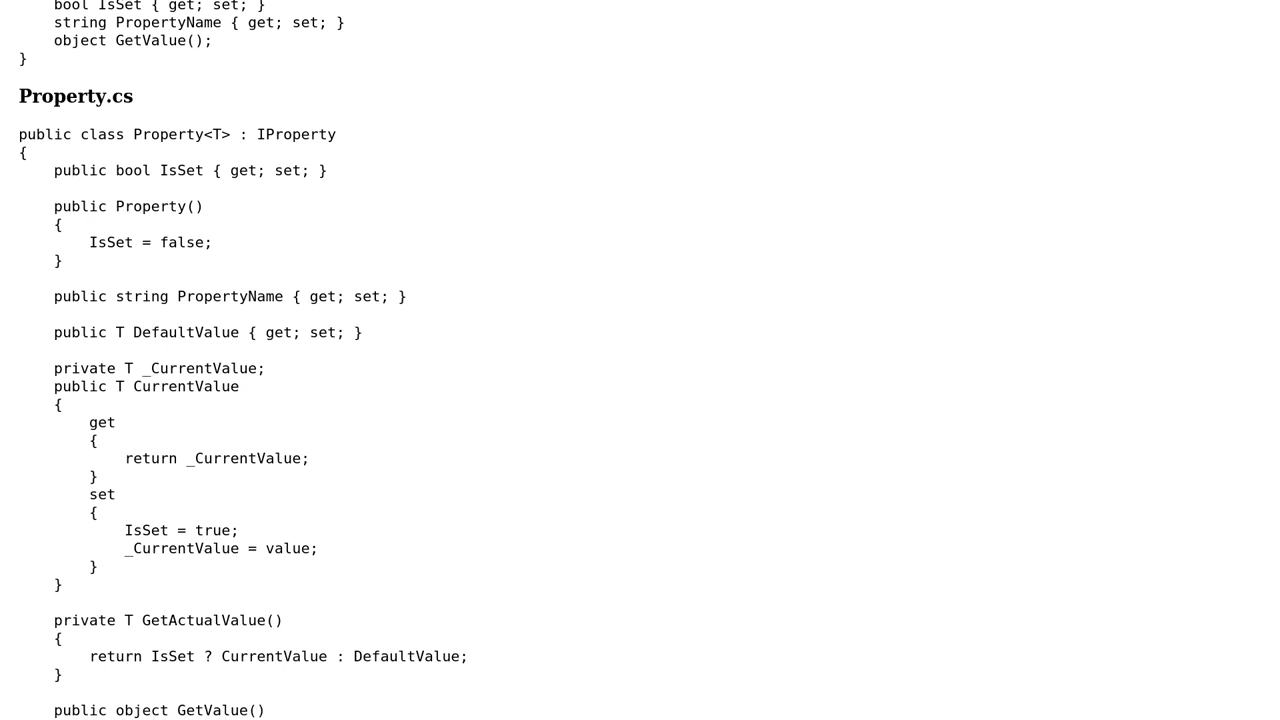 bool IsSet { get; set; }
    string PropertyName { get; set; }
    object GetValue();
}
Property.cs
public class Property<T> : IProperty
{
    public bool IsSet { get; set; }
    public Property()
    {
        IsSet = false;
    }
    public string PropertyName { get; set; }
    public T DefaultValue { get; set; }
    private T _CurrentValue;
    public T CurrentValue
    {
        get
        {
            return _CurrentValue;
        }
        set
        {
            IsSet = true;
            _CurrentValue = value;
        }
    }
    private T GetActualValue()
    {
        return IsSet ? CurrentValue : DefaultValue;
    }
    public object GetValue()